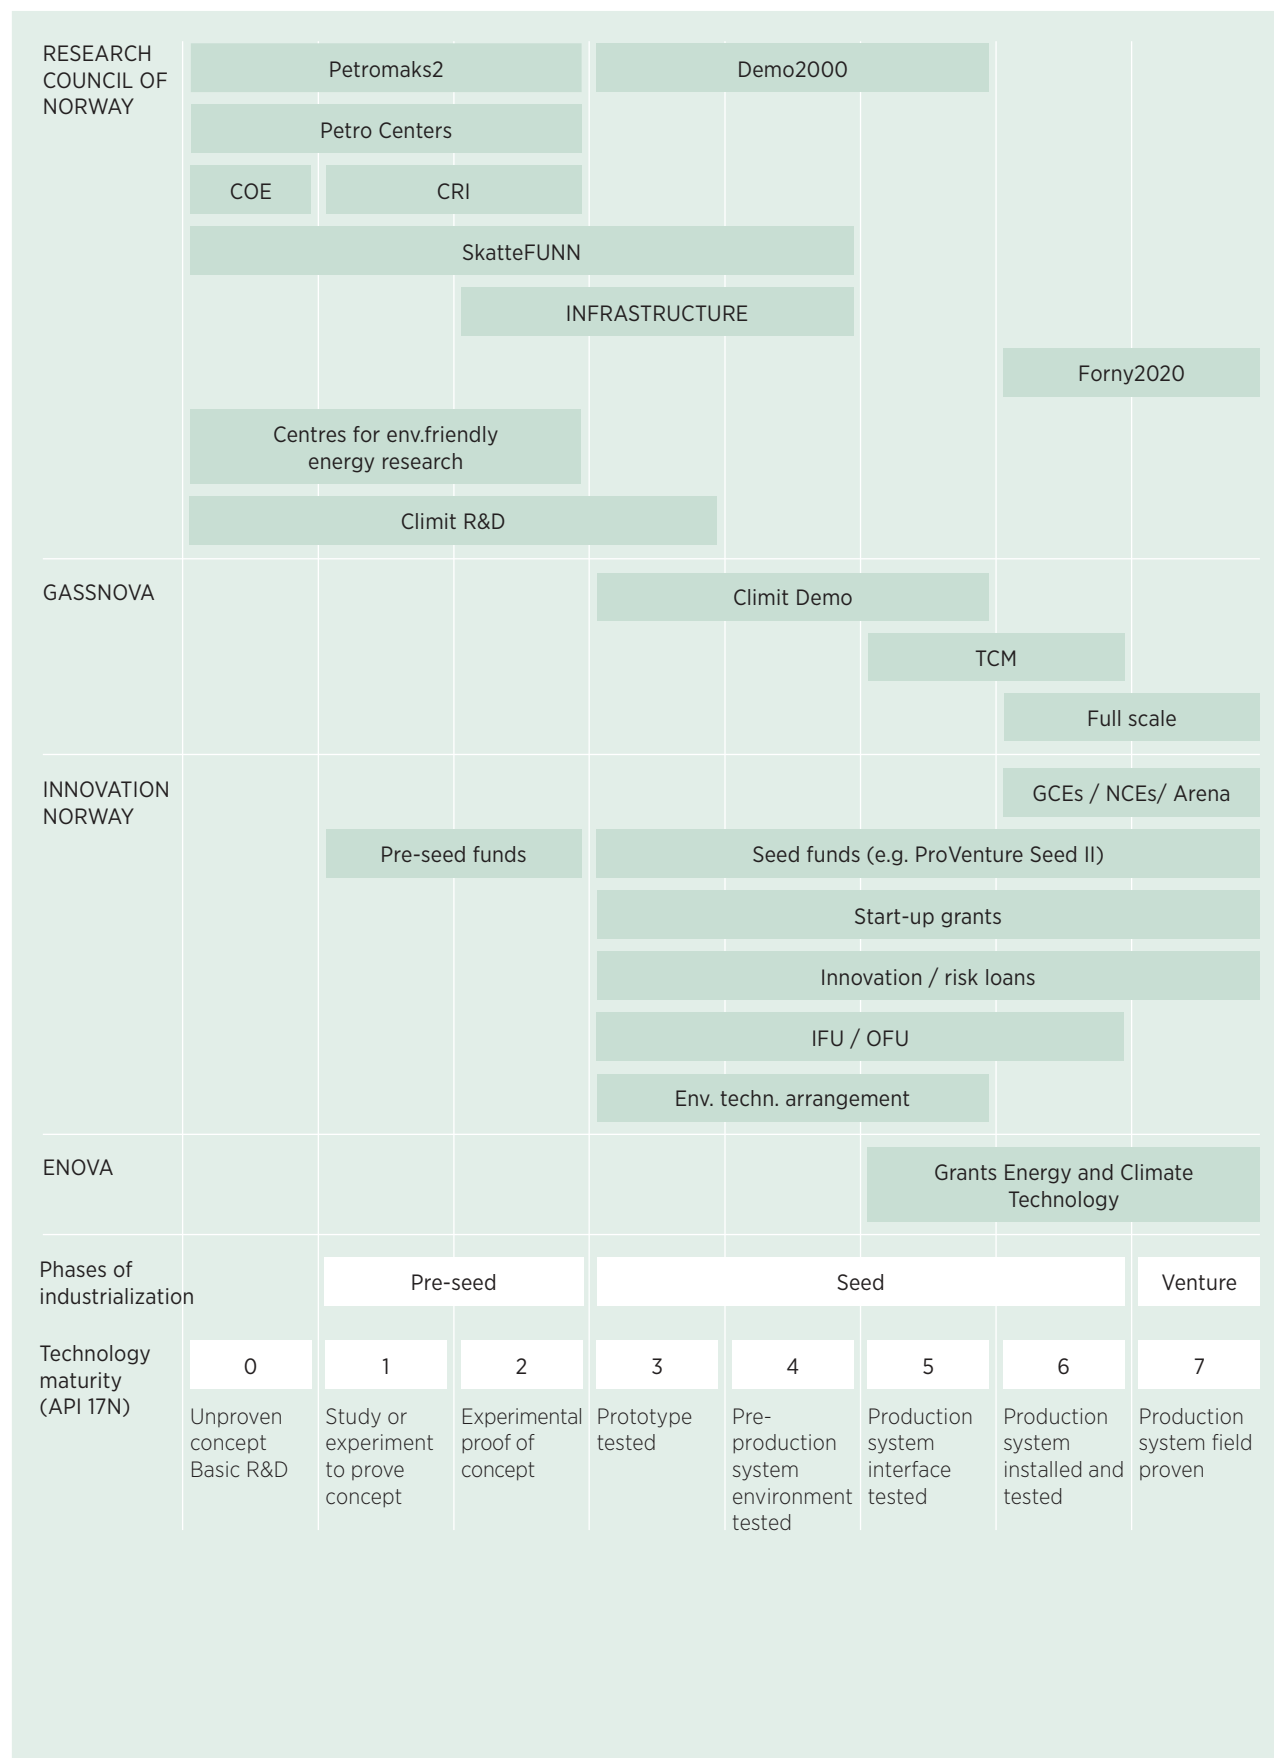 RESEARCH
COUNCIL OF
NORWAY
Petromaks2
Demo2000
Petro Centers
COE
CRI
SkatteFUNN
INFRASTRUCTURE
Forny2020
Centres for env.friendly
energy research
Climit R&D
GASSNOVA
Climit Demo
TCM
Full scale
INNOVATION
NORWAY
GCEs / NCEs/ Arena
Pre-seed funds
Seed funds (e.g. ProVenture Seed II)
Start-up grants
Innovation / risk loans
IFU / OFU
Env. techn. arrangement
ENOVA
Grants Energy and Climate
Technology
Phases of
industrialization
Pre-seed
Seed
Venture
Technology
maturity
(API 17N)
0
1
2
3
4
5
6
7
Unproven
concept
Basic R&D
Study or
experiment
to prove
concept
Experimental
proof of
concept
Prototype
tested
Pre-
production
system
environment
tested
Production
system
interface
tested
Production
system
installed and
tested
Production
system field
proven